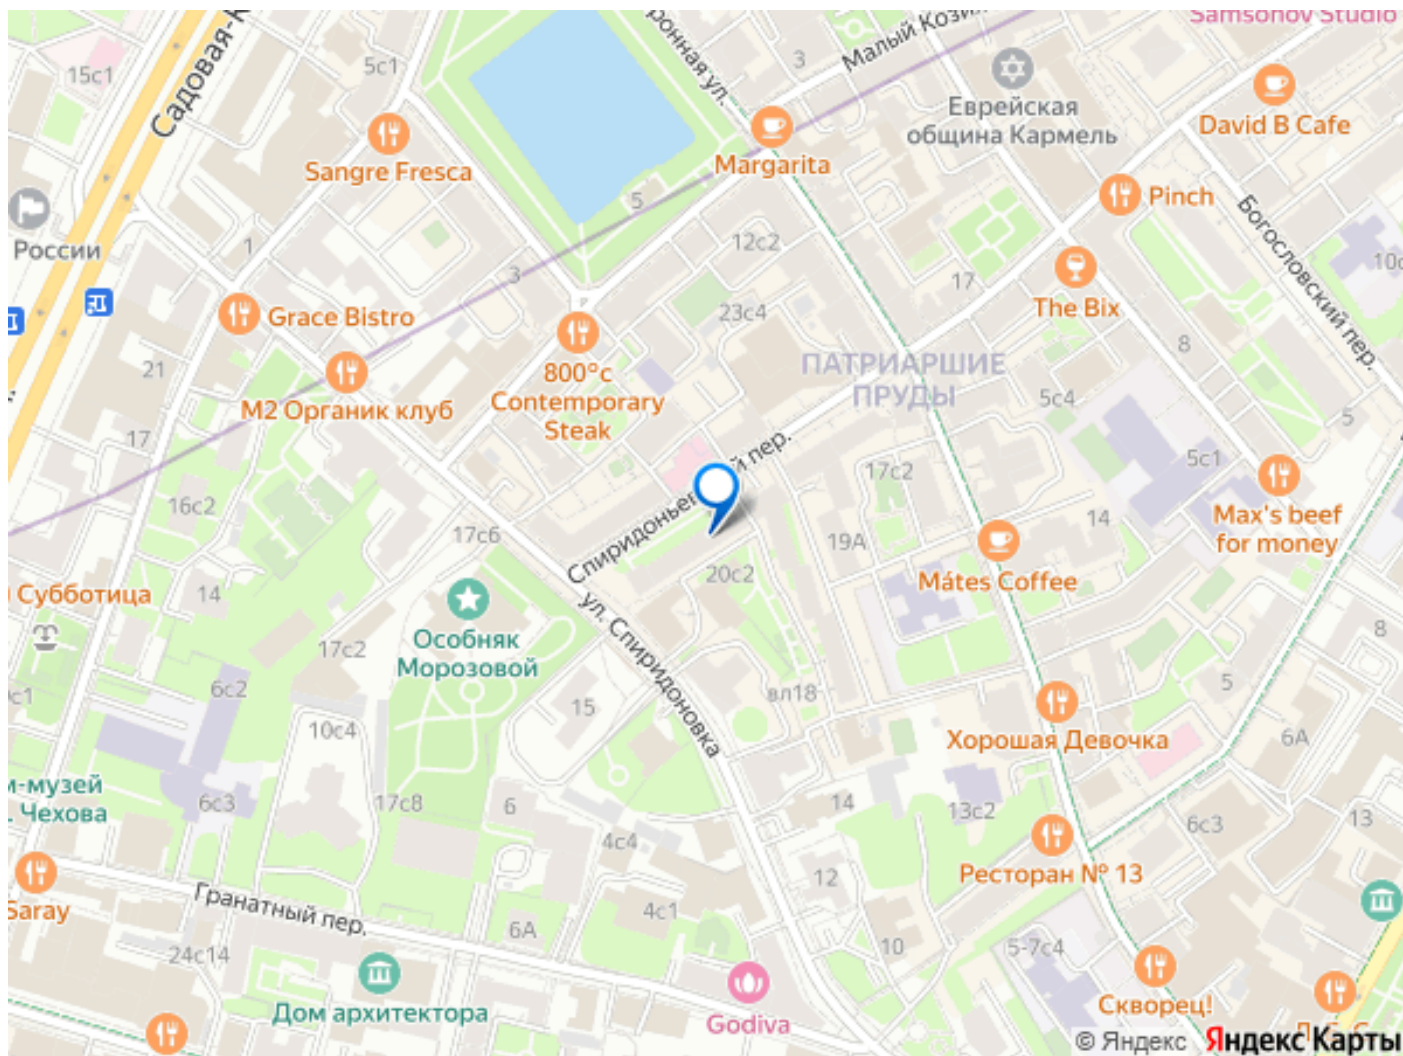 Samsonov Studio
15с1
5с1
Садовая-К
ронная ул.
3
Малый Кози
Еврейская
община Кармель
David B Cafe
Sangre Fresca
Margarita
Pinch
России
1
5
3
12с2
17
Богословский пер.
10с
Grace Bistro
23с4
The Bix
21
800°c
Contemporary
Steak
ПАТРИАРШИЕ
ПРУДЫ
8
М2 Органик клуб
5с4
5
17
16с2
17с6
Спиридоньев
й пер.
17с2
5с1
14
Max's beef
for money
19А
20с2
Mátes Coffee
Субботица
14
Особняк
Морозовой
ул. Спиридоновка
17с2
6с2
15
вл18
8
5
с1
10с4
Хорошая Девочка
6А
м-музей
Чехова
6с3
17с8
6
4с4
14
13с2
6с3
13
Ресторан № 13
12
Saray
Гранатный пер.
4с1
6А
24с14
10
5-7с4
Дом архитектора
Godiva
Скворец!
© Яндекс
Яндекс Карты